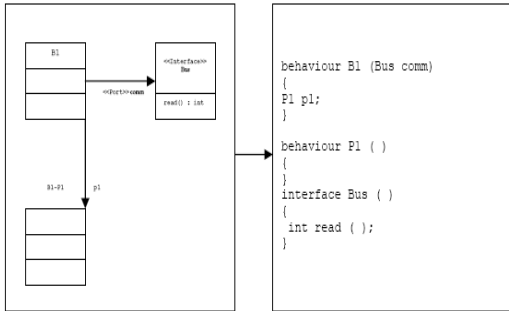 B1
<<Interface>>
Bus
<<Port>>comm
read() : int
B1-P1
p1
behaviour B1 (Bus comm)
{
P1 p1;
}
behaviour P1 ( )
{
}
interface Bus ( )
{
int read ( );
}